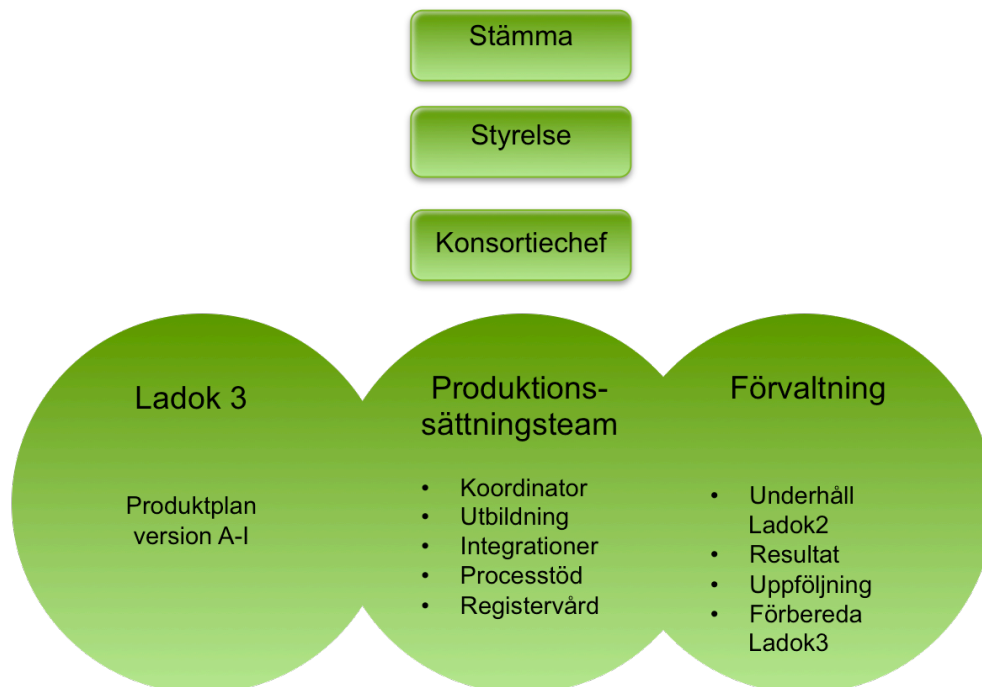 Stämma
Styrelse
Konsortiechef
Ladok 3
Produktplan
version A-I
Produktions-
sättningsteam
• Koordinator
• Utbildning
• Integrationer
• Processtöd
• Registervård
Förvaltning
• Underhåll
Ladok2
• Resultat
• Uppföljning
• Förbereda
Ladok3